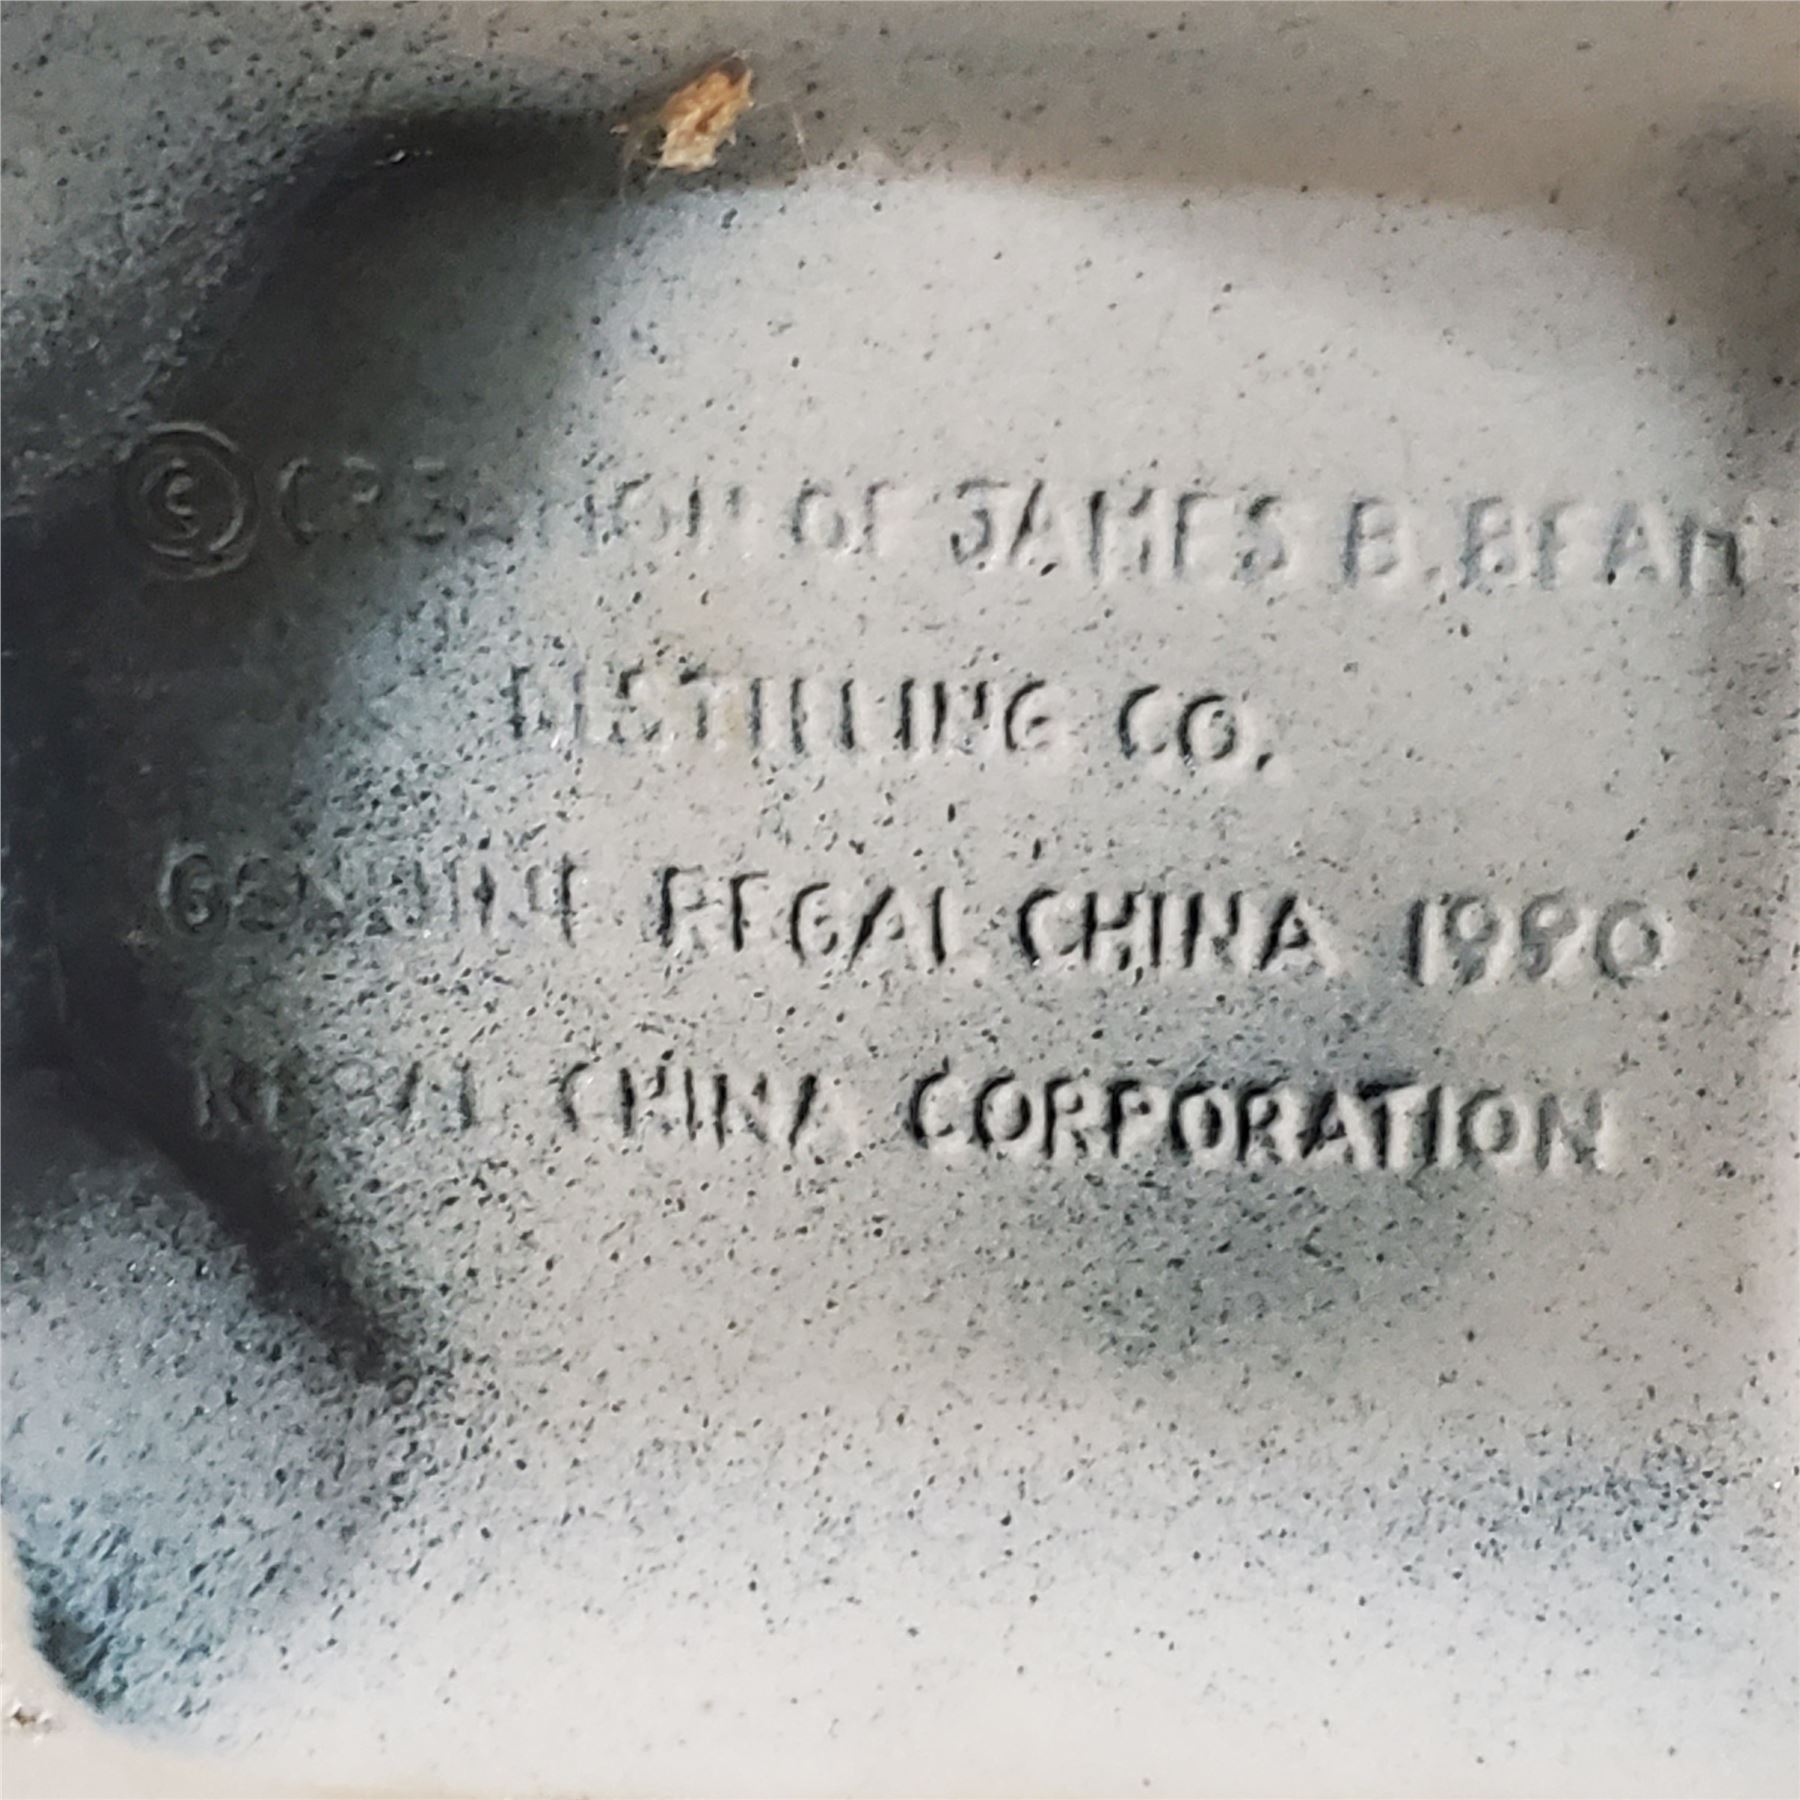 © CREATION OF JAMES B. BEAM
DISTILLING CO.
GENUINE REGAL CHINA 1990
REGAL CHINA CORPORATION